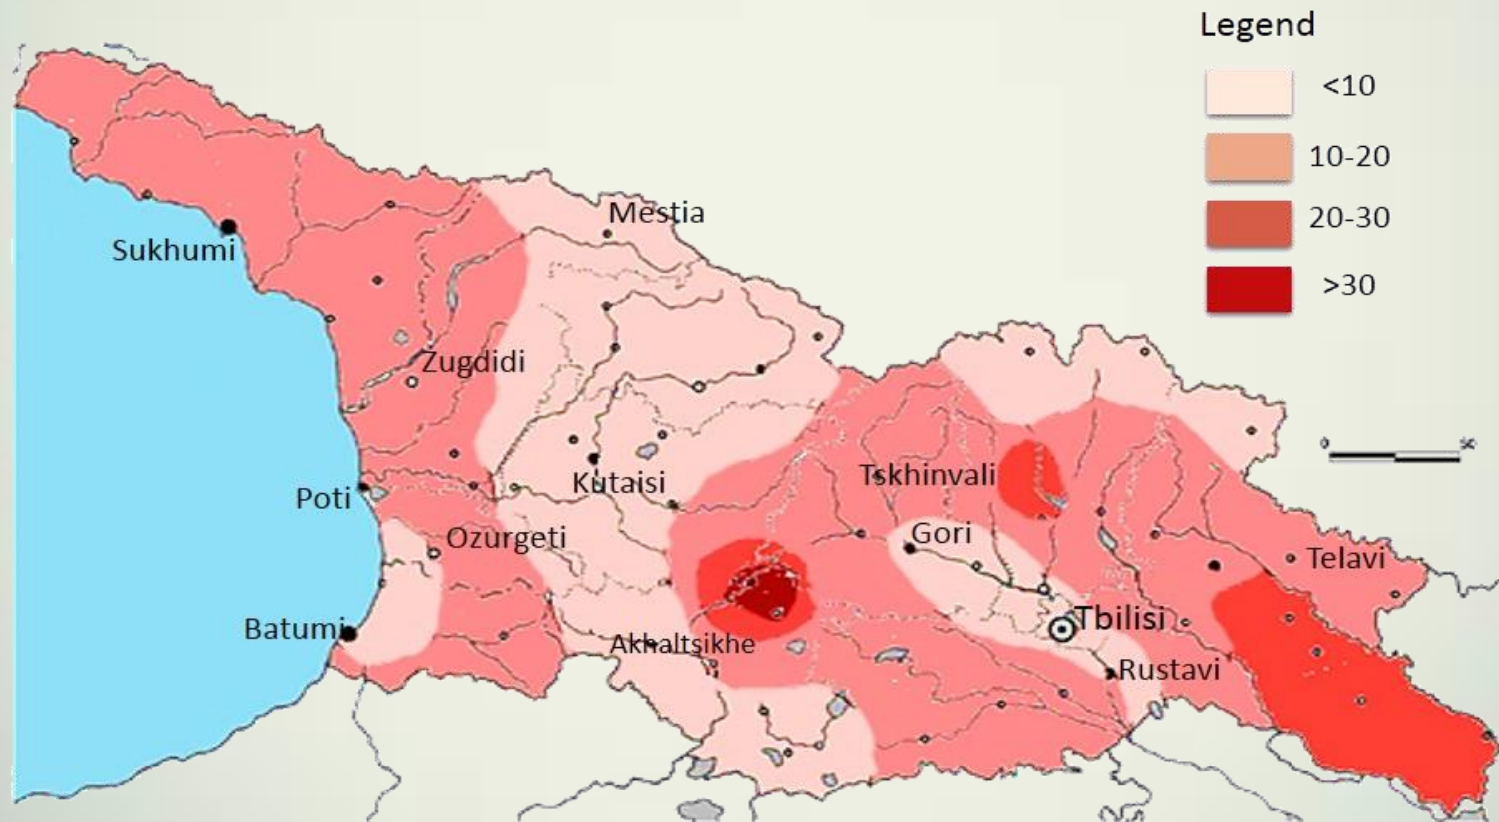 Legend
<10
10-20
20-30
>30
Mestia
Sukhumi
Zugdidi
Tskhinvali
Kutaisi
Poti
Gori
Ozurgeti
Telavi
Tbilisi
Batumi
Akhaltsikhe
Rustavi
0